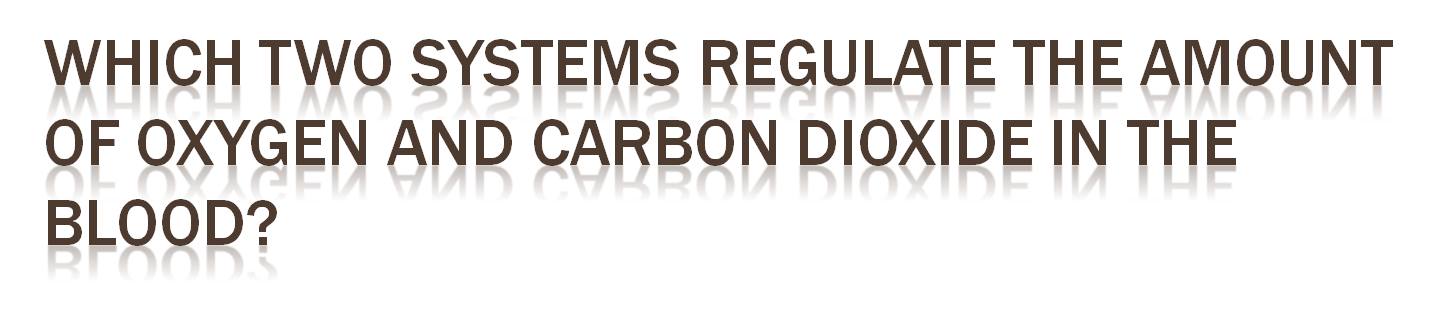 WHICH TWO SYSTEMS REGULATE THE AMOUNT
OF OXYGEN AND CARBON DIOXIDE IN THE
BLOOD?